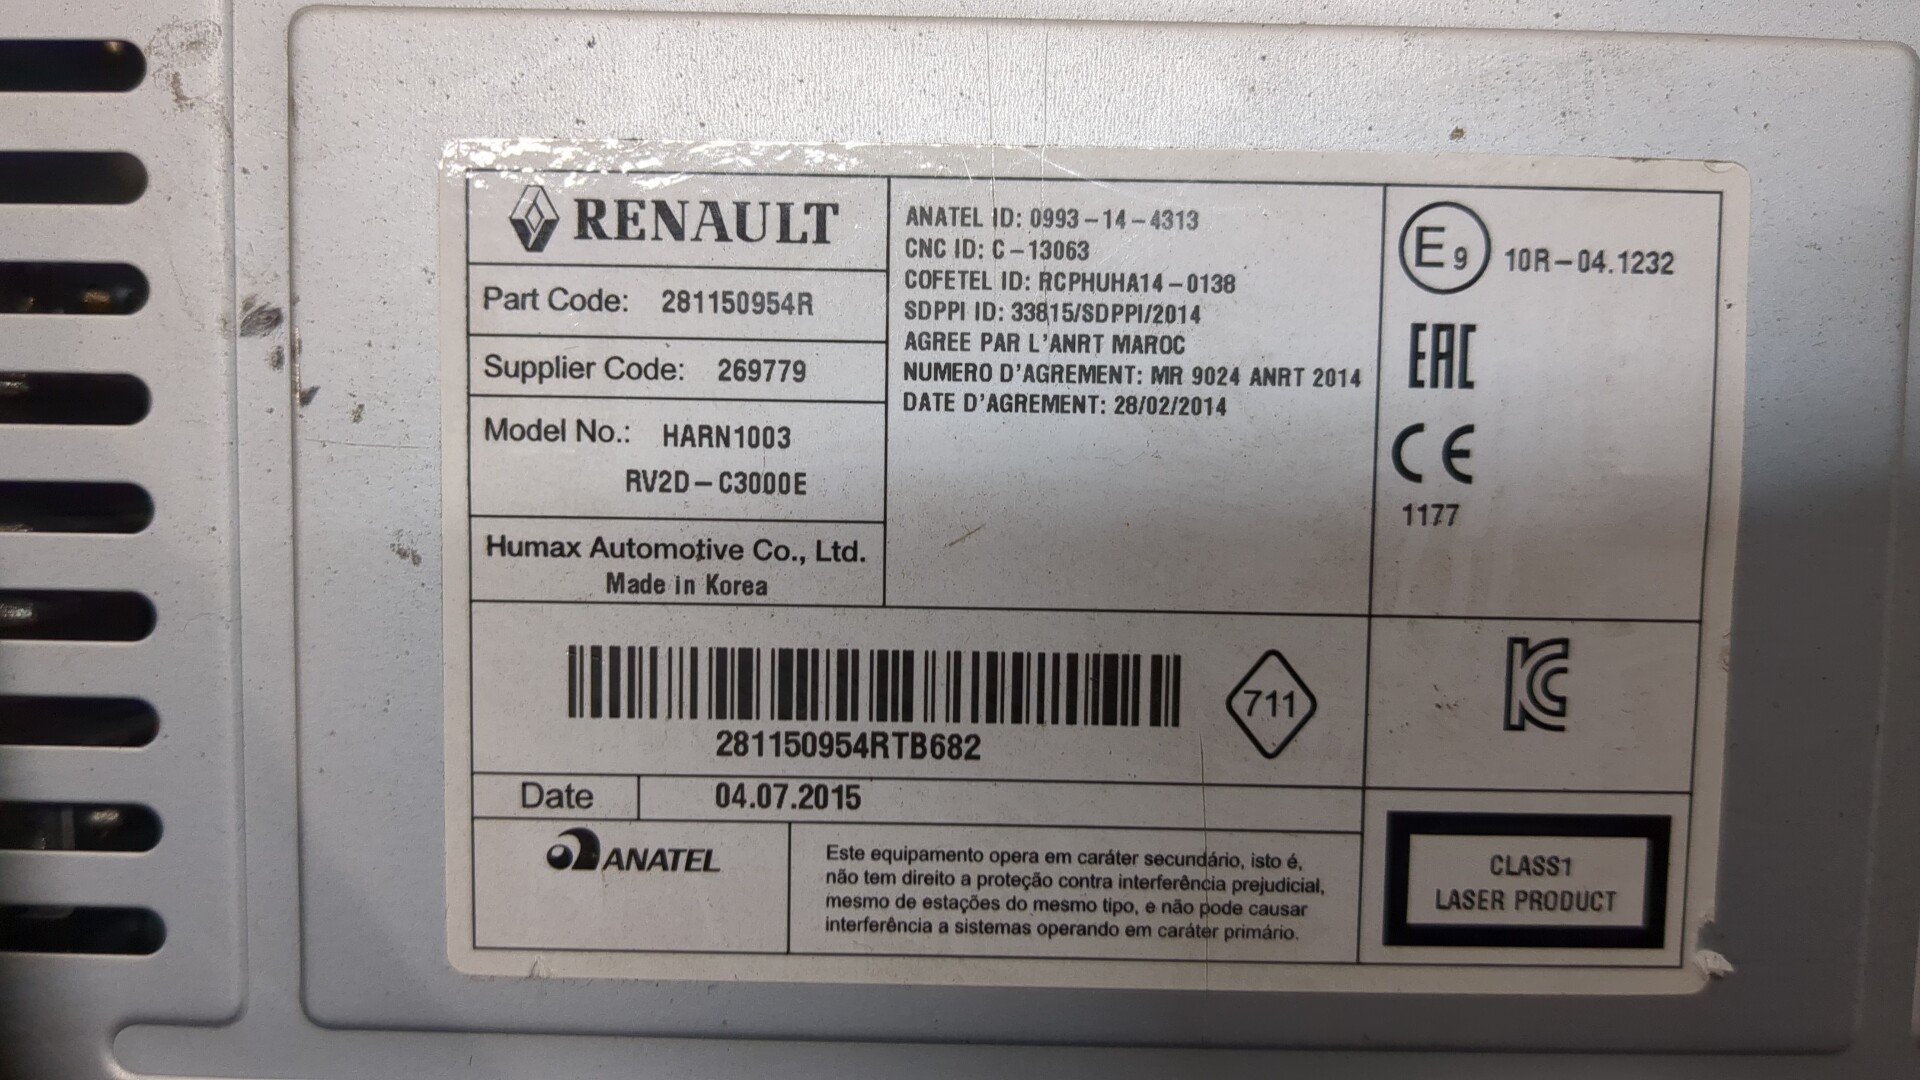 RENAULT
Part Code: 281150954R
Supplier Code: 269779
Model No.: HARN1003
RV2D-C3000E
Humax Automotive Co., Ltd.
Made in Korea
ANATEL ID: 0993-14-4313
CNC ID: C-13063
COFETEL ID: RCPHUHA14-0138
SDPPI ID: 33815/SDPPI/2014
AGREE PAR L'ANRT MAROC
NUMERO D'AGREMENT: MR 9024 ANRT 2014
DATE D'AGREMENT: 28/02/2014
E9 10R-04.1232
EAC
CE
1177
281150954RTB682
711
KC
Date 04.07.2015
ANATEL
Este equipamento opera em caráter secundário, isto é,
não tem direito a proteção contra interferência prejudicial,
mesmo de estações do mesmo tipo, e não pode causar
interferência a sistemas operando em caráter primário.
CLASS1
LASER PRODUCT